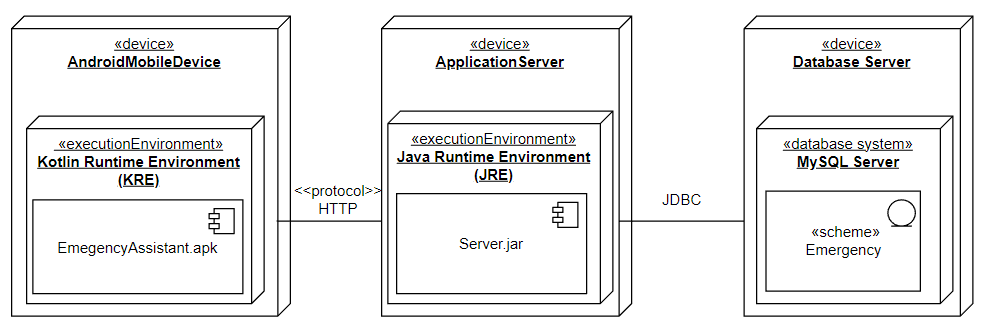 «device»
AndroidMobileDevice
«executionEnvironment»
Kotlin Runtime Environment
(KRE)
EmegencyAssistant.apk
<<protocol>>
HTTP
«device»
ApplicationServer
«executionEnvironment»
Java Runtime Environment
(JRE)
Server.jar
JDBC
«device»
Database Server
«database system»
MySQL Server
«scheme»
Emergency